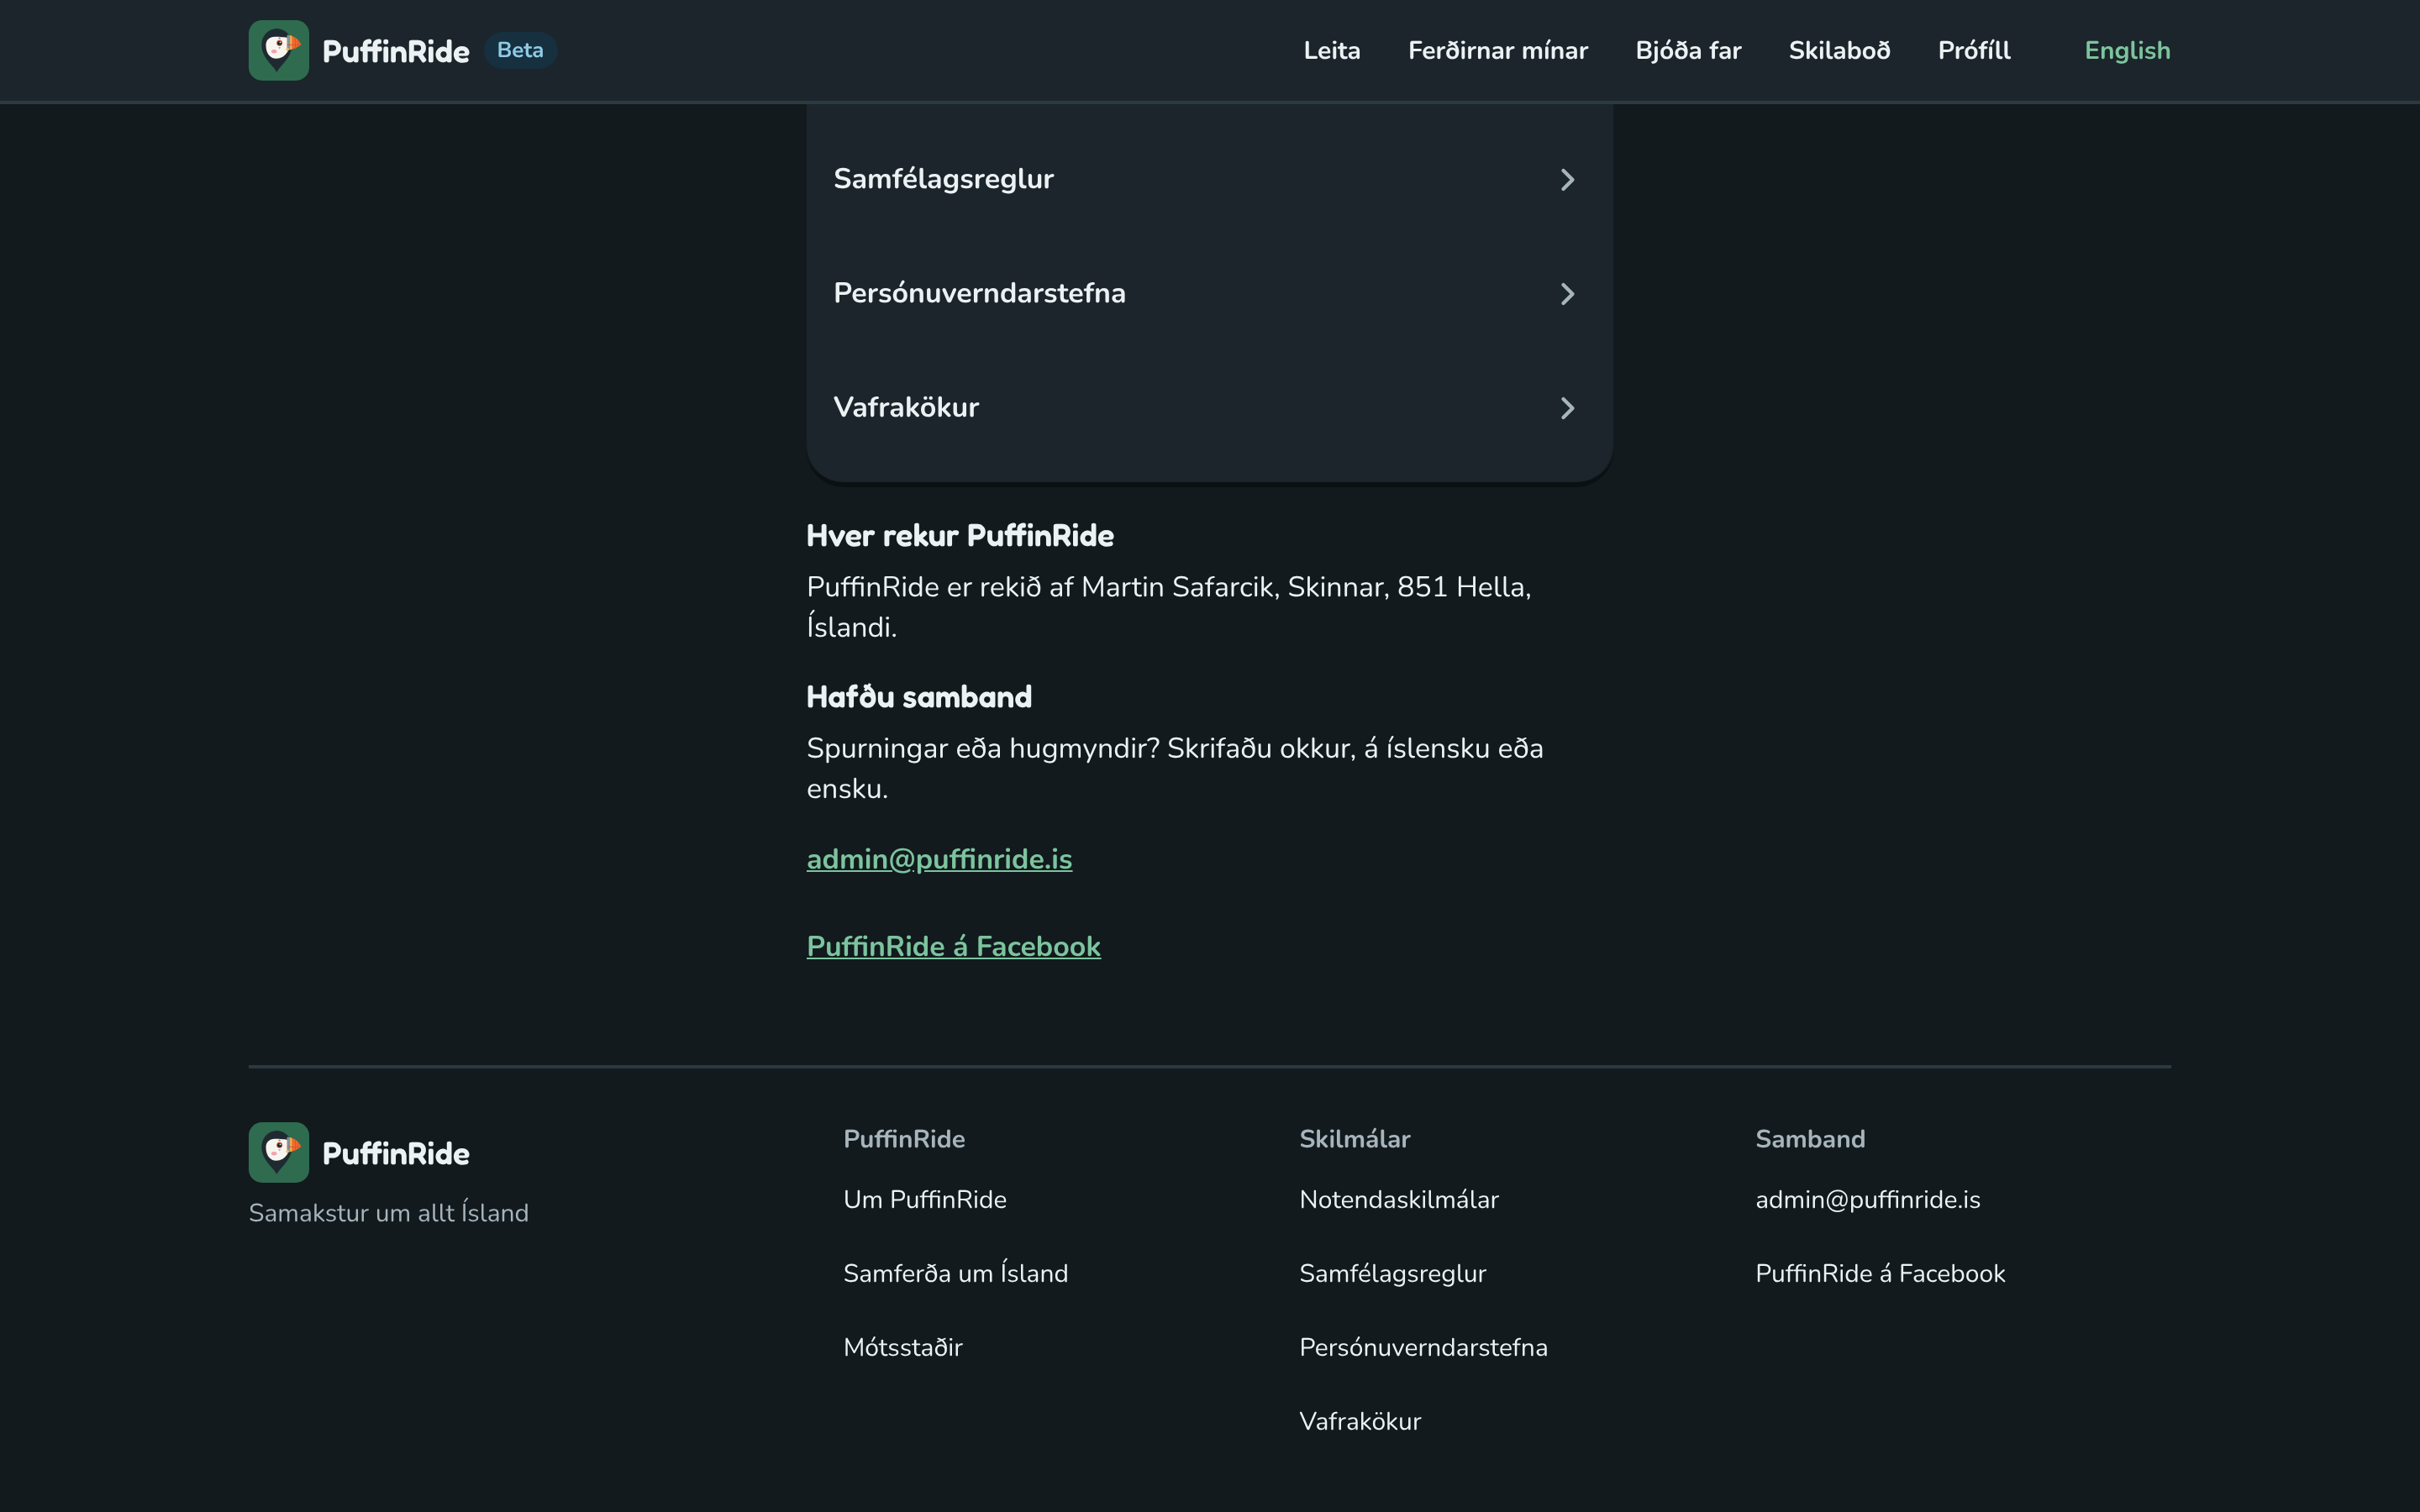 PuffinRide Beta
Leita Ferðirnar mínar Bjóða far Skilaboð Prófíll English
Samfélagsreglur
Persónuverndarstefna
Vafrakökur
Hver rekur PuffinRide
PuffinRide er rekið af Martin Safarcik, Skinnar, 851 Hella,
Íslandi.
Hafðu samband
Spurningar eða hugmyndir? Skrifaðu okkur, á íslensku eða
ensku.
admin@puffinride.is
PuffinRide á Facebook
PuffinRide
Samakstur um allt Ísland
PuffinRide
Um PuffinRide
Samferða um Ísland
Mótsstaðir
Skilmálar
Notendaskilmálar
Samfélagsreglur
Persónuverndarstefna
Vafrakökur
Samband
admin@puffinride.is
PuffinRide á Facebook